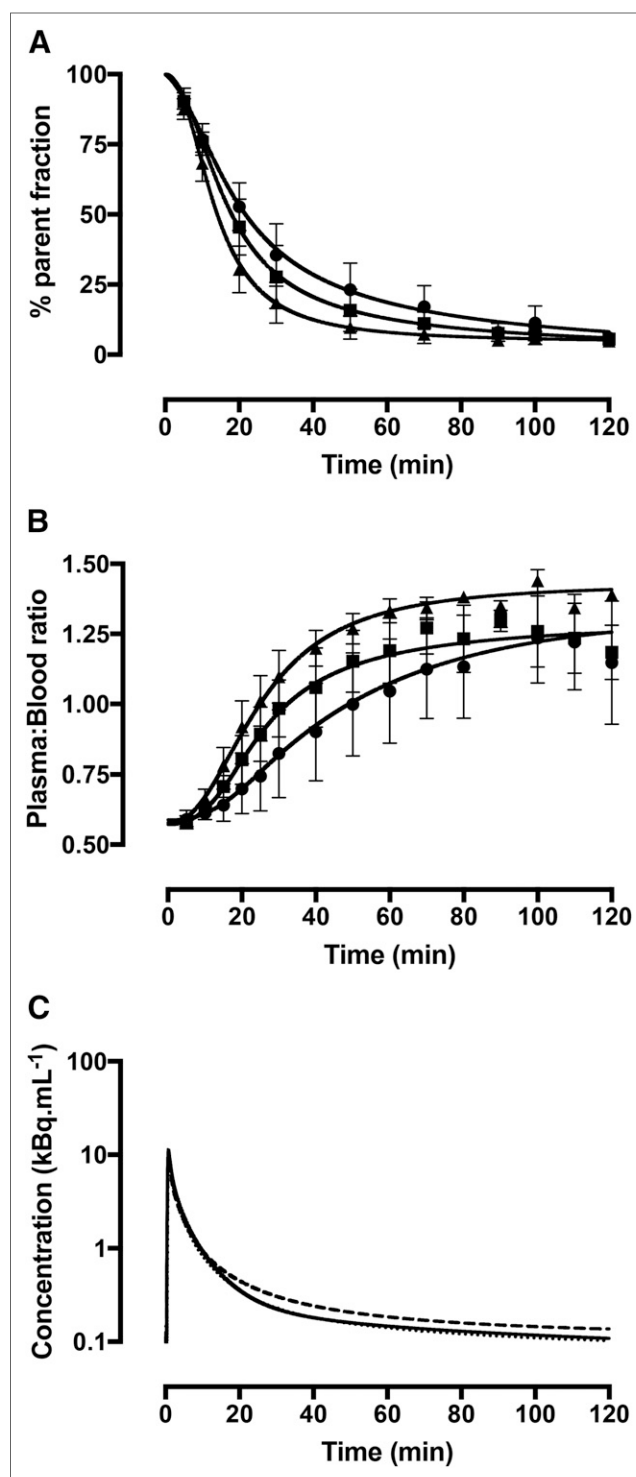 A
% parent fraction
100
75
50
25
0
0 20 40 60 80 100 120
Time (min)
B
Plasma:Blood ratio
1.50
1.25
1.00
0.75
0.50
0 20 40 60 80 100 120
Time (min)
C
Concentration (kBq.mL⁻¹)
100
10
1
0.1
0 20 40 60 80 100 120
Time (min)